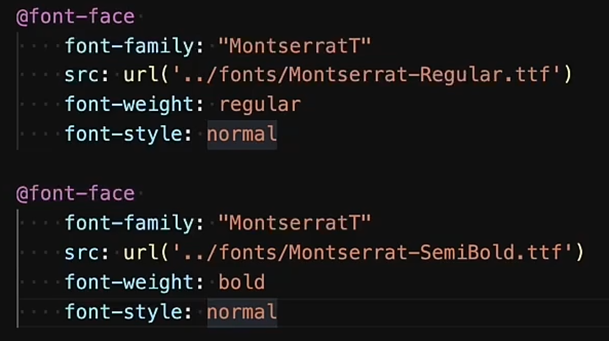 @font-face
font-family: "MontserratT"
src: url('../fonts/Montserrat-Regular.ttf')
font-weight: regular
font-style: normal
@font-face
font-family: "MontserratT"
src: url('../fonts/Montserrat-SemiBold.ttf')
font-weight: bold
font-style: normal